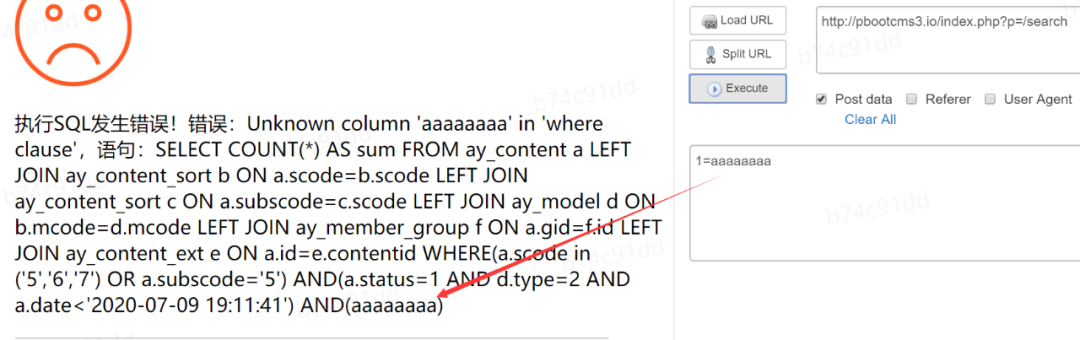 执行SQL发生错误！错误：Unknown column 'aaaaaaaa' in 'where
clause'，语句：SELECT COUNT(*) AS sum FROM ay_content a LEFT
JOIN ay_content_sort b ON a.scode=b.scode LEFT JOIN
ay_content_sort c ON a.subscode=c.scode LEFT JOIN ay_model d ON
b.mcode=d.mcode LEFT JOIN ay_member_group f ON a.gid=f.id LEFT
JOIN ay_content_ext e ON a.id=e.contentid WHERE(a.scode in
('5','6','7') OR a.subscode='5') AND(a.status=1 AND d.type=2 AND
a.date<'2020-07-09 19:11:41') AND(aaaaaaaa)
Load URL
Split URL
Execute
http://pbootcms3.io/index.php?p=/search
Post data Referer User Agent
Clear All
1=aaaaaaaa
b74c91dd
b74c91dd
b74c91dd
b74c91dd